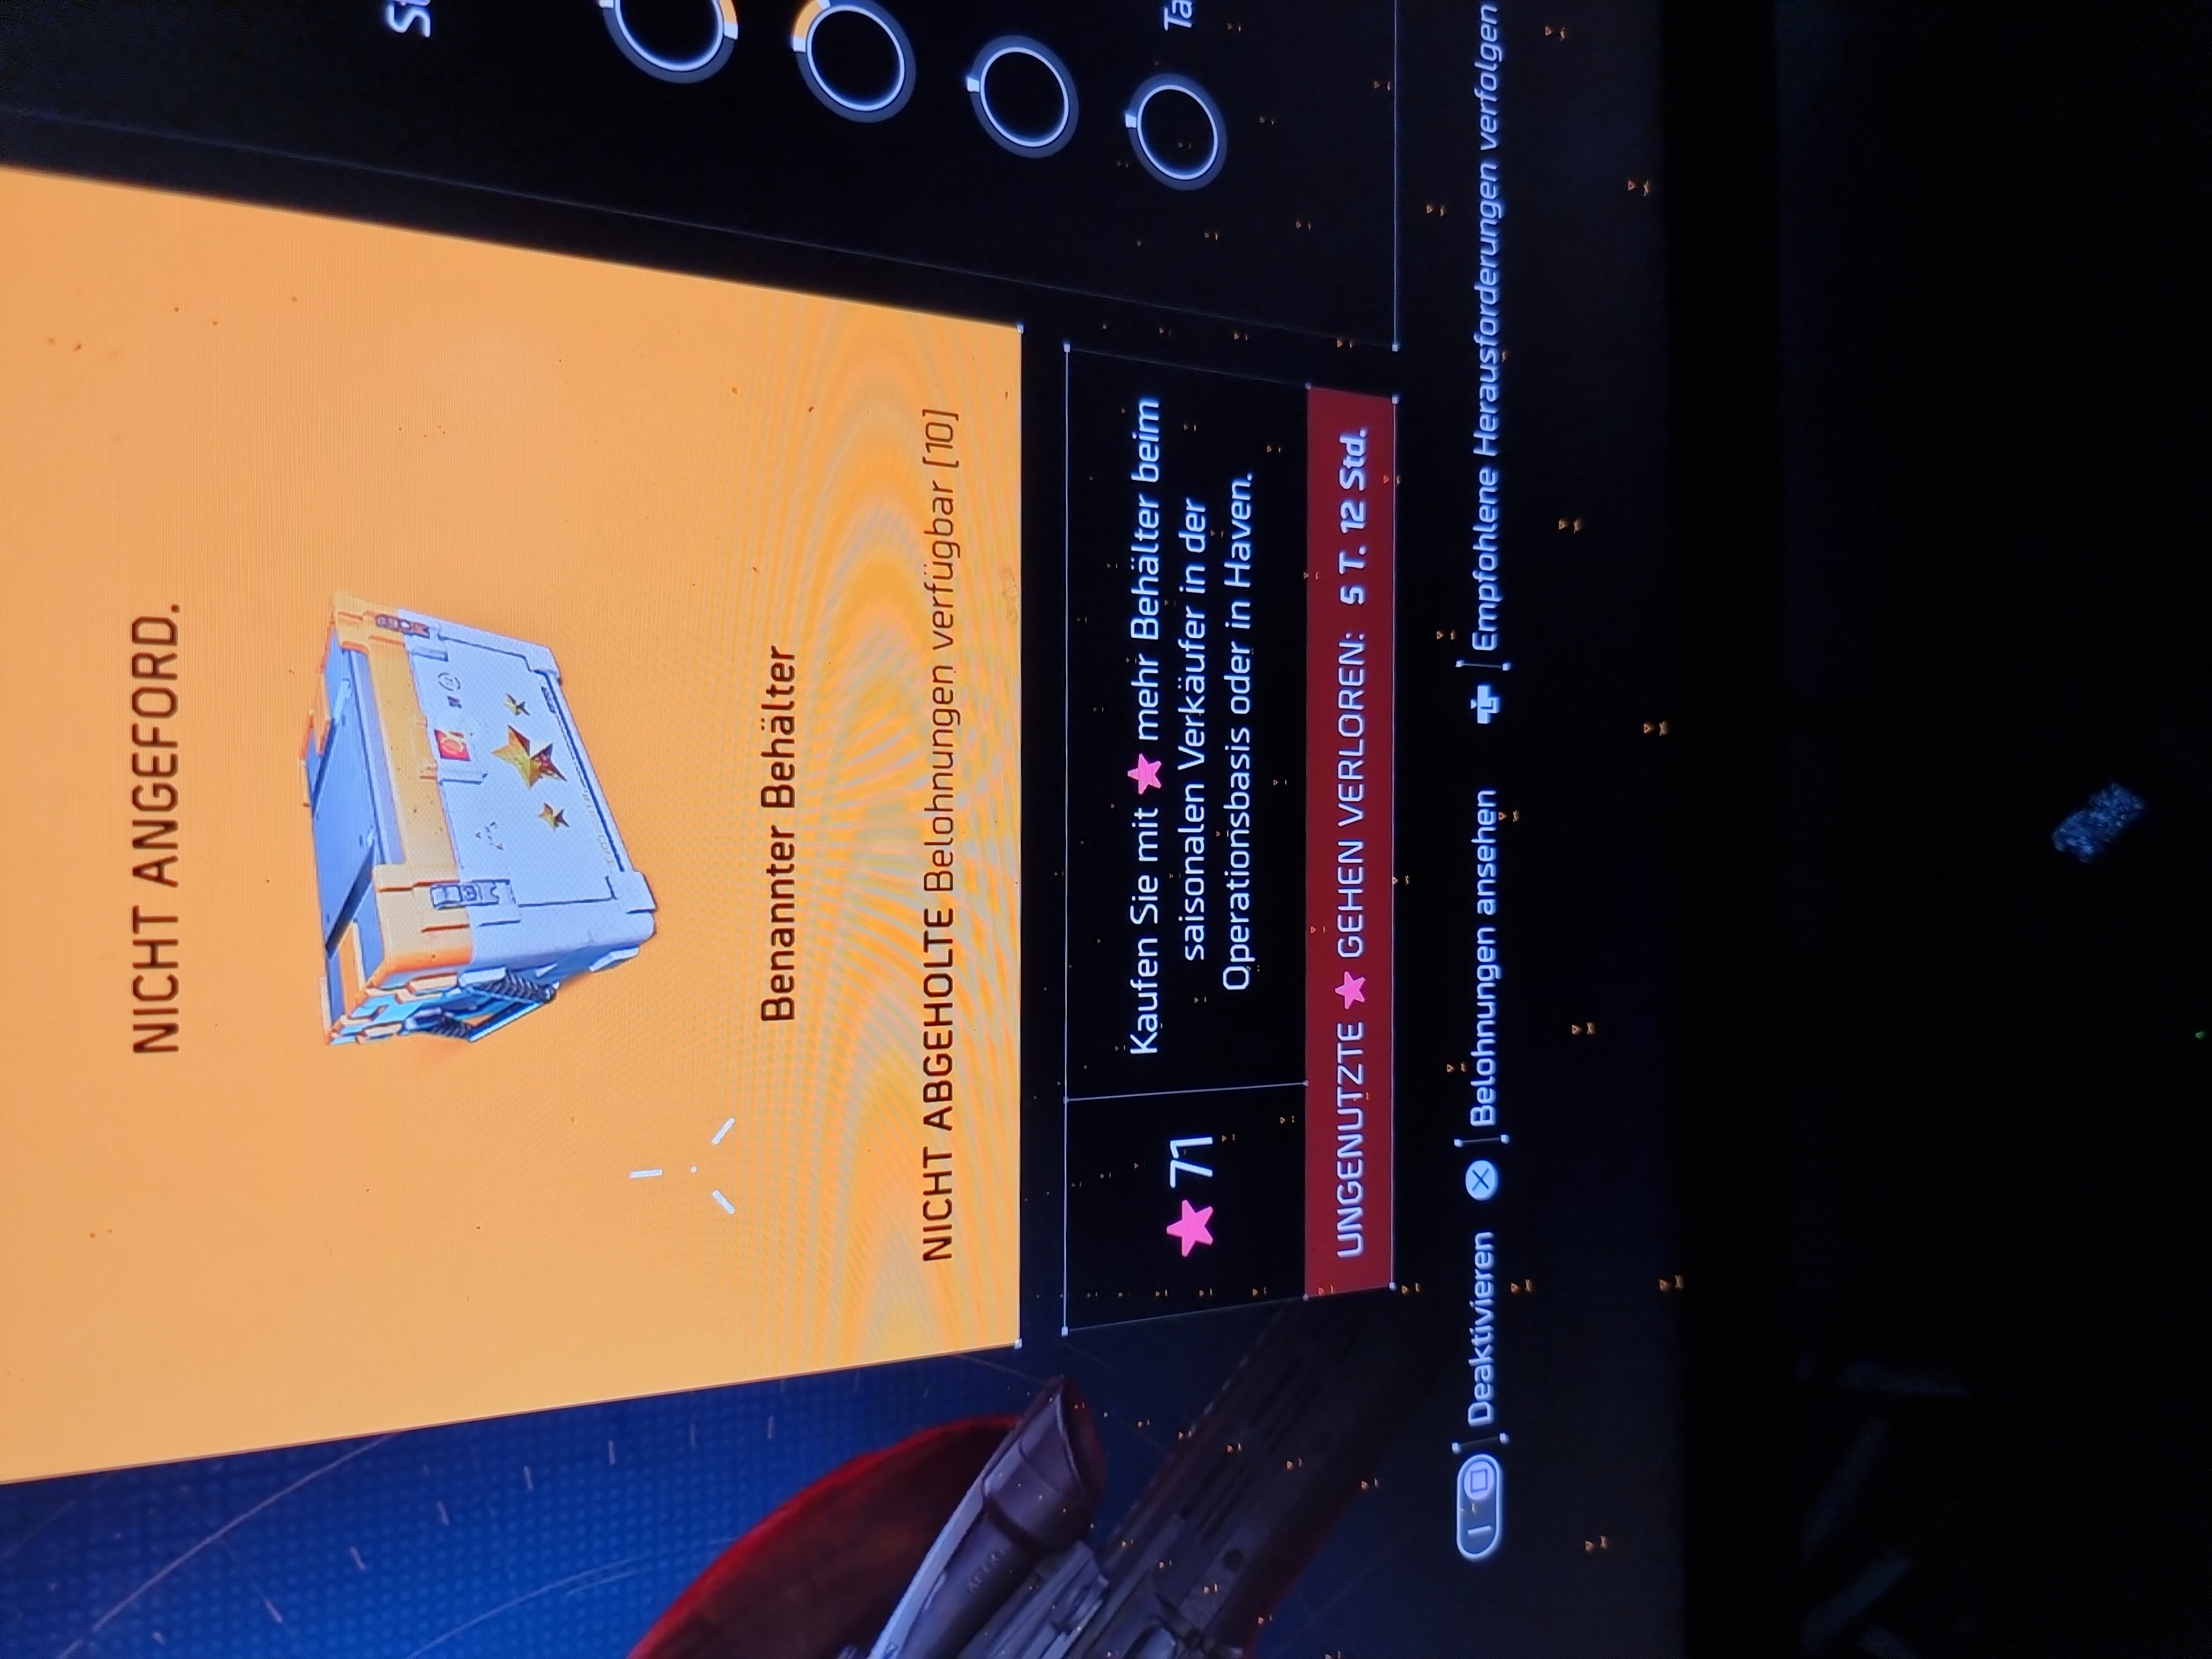 NICHT ANGEFORD.
Benannter Behälter
NICHT ABGEHOLTE Belohnungen verfügbar [10]
71
Kaufen Sie mit ★ mehr Behälter beim
saisonalen Verkäufer in der
Operationsbasis oder in Haven.
UNGENUTZTE ★ GEHEN VERLOREN: 5 T. 12 Std.
Deaktivieren
Belohnungen ansehen
L
Empfohlene Herausforderungen verfolgen